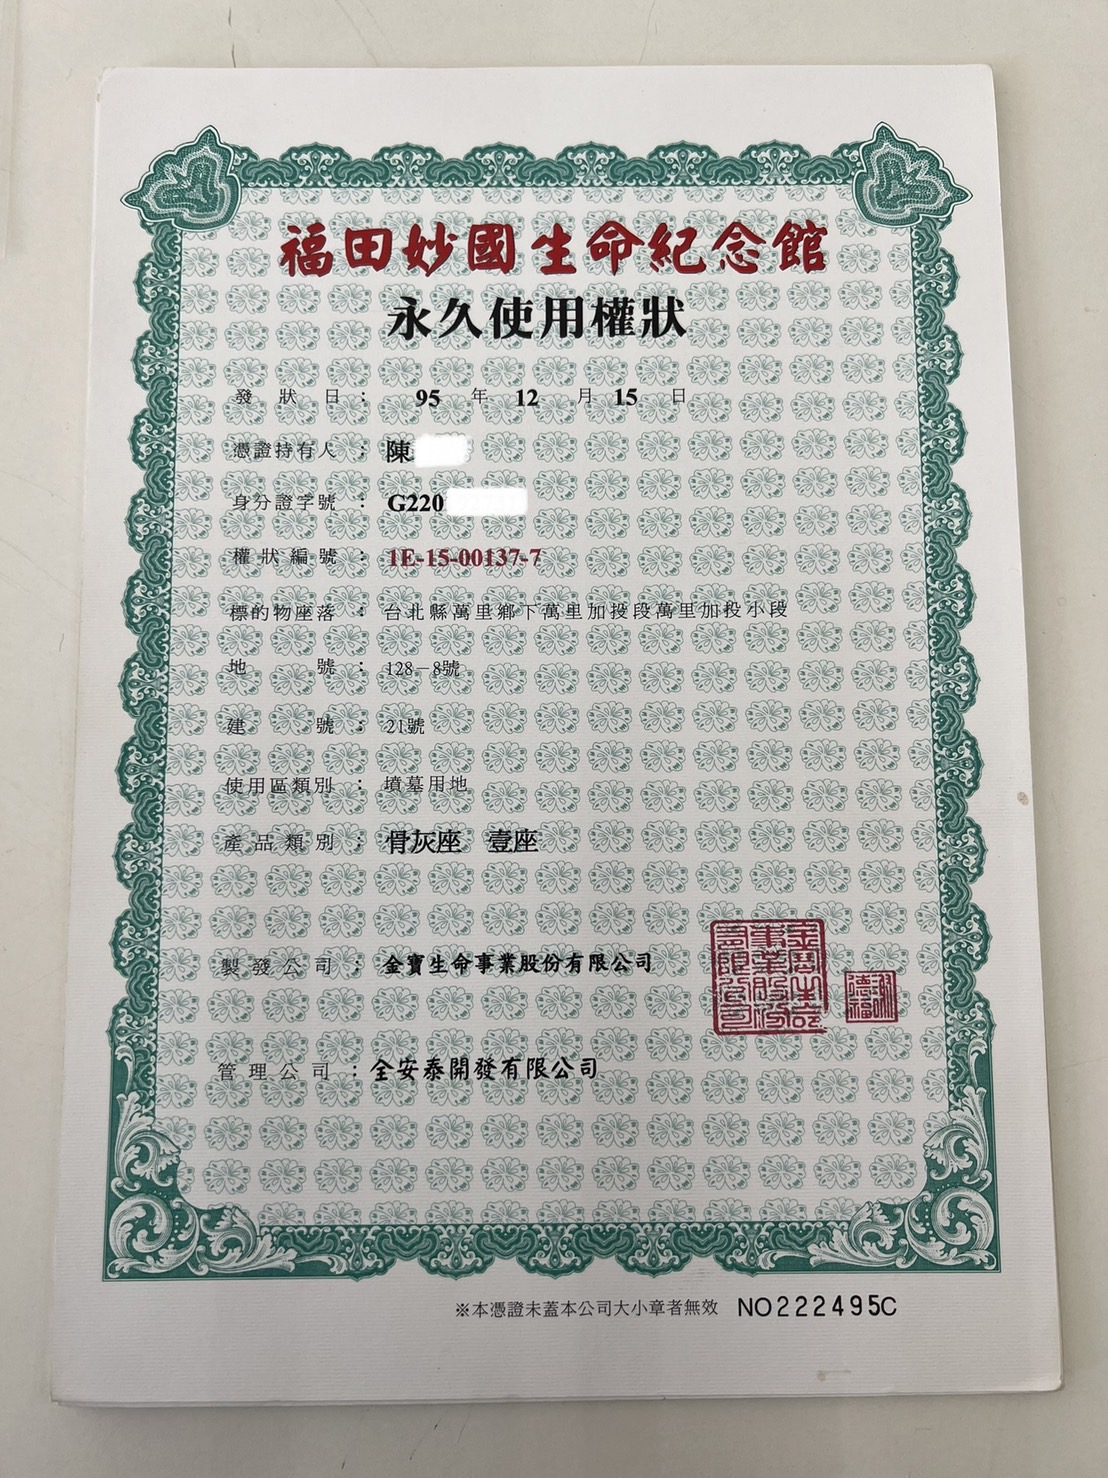 福田妙國生命紀念館
永久使用權狀
發狀日：95年12月15日
憑證持有人：陳
身分證字號：G220
權狀編號：1E-15-00137-7
標的物座落：台北縣萬里鄉下萬里加投段萬里加投小段
地號：128－8號
建號：21號
使用區類別：墳墓用地
產品類別：骨灰座 壹座
製發公司：金寶生命事業股份有限公司
管理公司：全安泰開發有限公司
※本憑證未蓋本公司大小章者無效 NO222495C